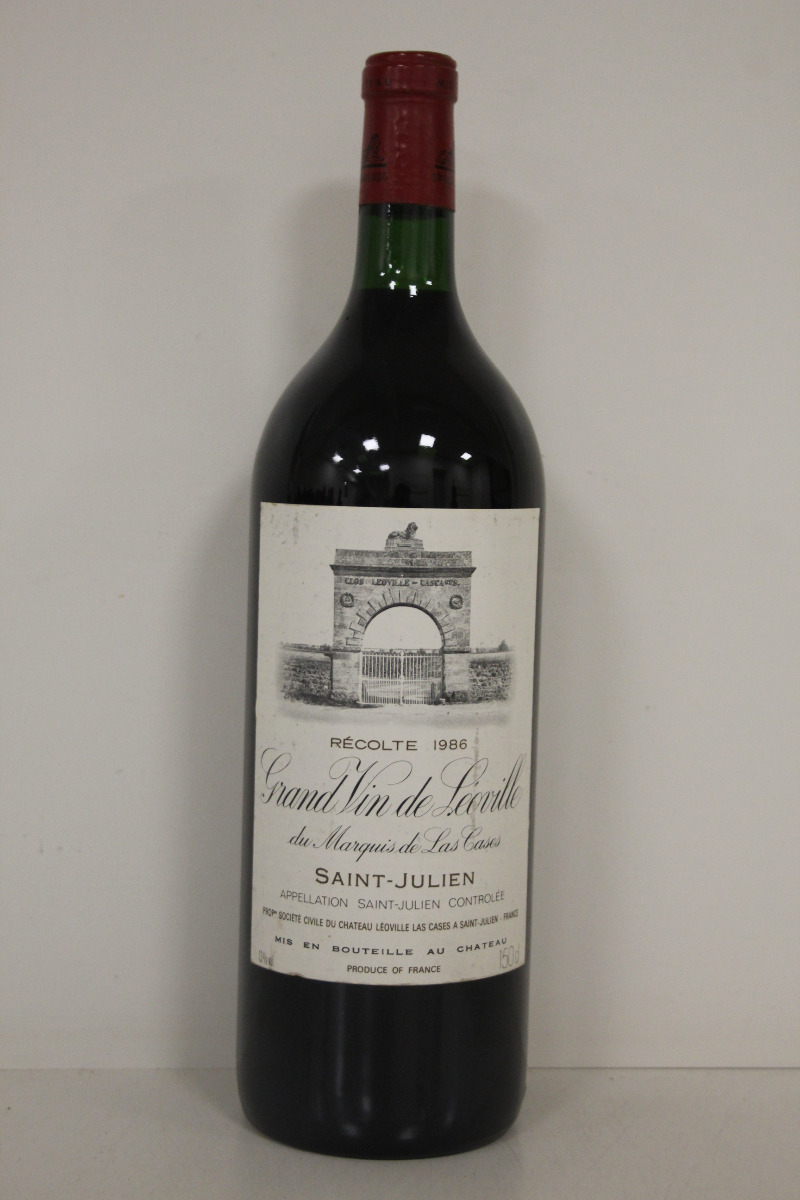 CLOS LEOVILLE - LASCASES.
RÉCOLTE 1986
Grand Vin de Léoville
du Marquis de Las Cases
SAINT-JULIEN
APPELLATION SAINT-JULIEN CONTROLÉE
PROPRE SOCIÉTÉ CIVILE DU CHATEAU LÉOVILLE LAS CASES A SAINT-JULIEN - FRANCE
MIS EN BOUTEILLE AU CHATEAU
150cl
PRODUCE OF FRANCE